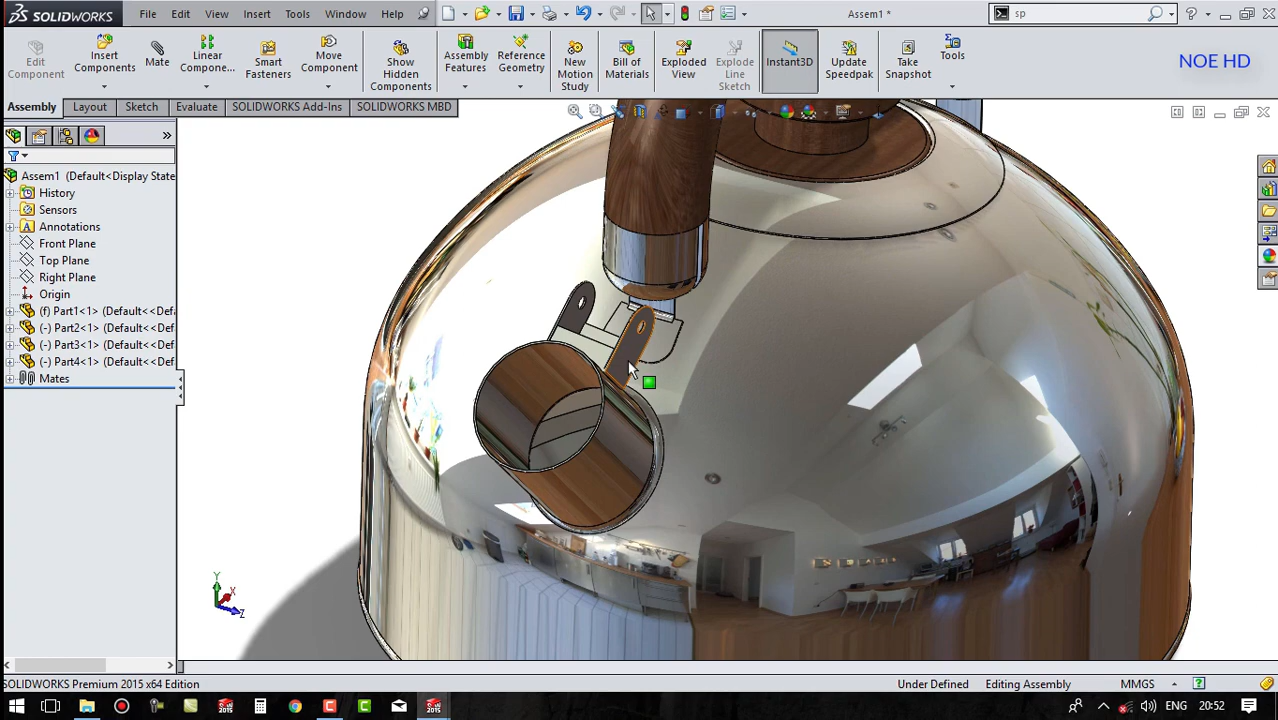 SOLIDWORKS
File
Edit
View
Insert
Tools
Window
Help
Assem1 *
sp
Edit Component
Insert Components
Mate
Linear Compone...
Smart Fasteners
Move Component
Show Hidden Components
Assembly Features
Reference Geometry
New Motion Study
Bill of Materials
Exploded View
Explode Line Sketch
Instant3D
Update Speedpak
Take Snapshot
Tools
NOE HD
Assembly
Layout
Sketch
Evaluate
SOLIDWORKS Add-Ins
SOLIDWORKS MBD
Assem1 (Default<Display State
History
Sensors
Annotations
Front Plane
Top Plane
Right Plane
Origin
(f) Part1<1> (Default<<Def
(-) Part2<1> (Default<<Def
(-) Part3<1> (Default<<Def
(-) Part4<1> (Default<<Def
Mates
Y
X
Z
SOLIDWORKS Premium 2015 x64 Edition
Under Defined
Editing Assembly
MMGS
2015
2015
ENG
20:52